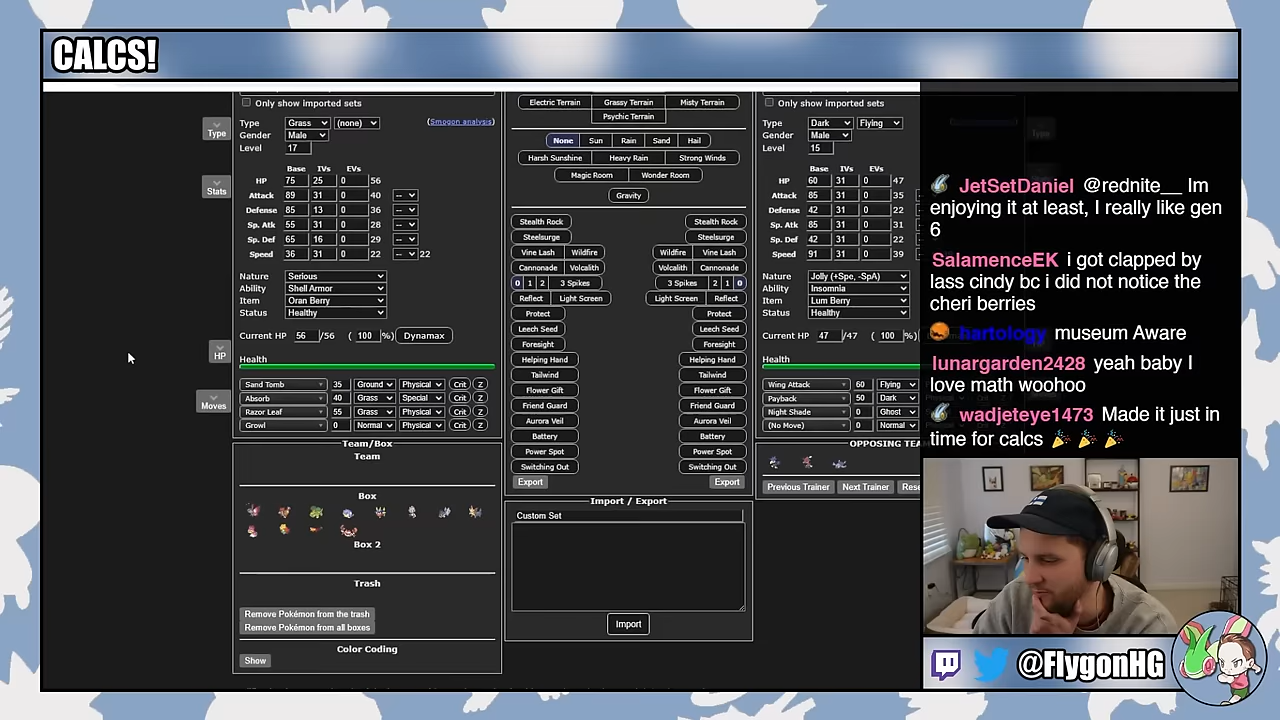 CALCS!
Only show imported sets
Type Grass (none) (Smogon analysis)
Gender Male
Level 17
Base IVs EVs
HP 75 25 0 56
Attack 89 31 0 40 --
Defense 85 13 0 36 --
Sp. Atk 55 31 0 28 --
Sp. Def 65 16 0 29 --
Speed 36 31 0 22 -- 22
Nature Serious
Ability Shell Armor
Item Oran Berry
Status Healthy
Current HP 56 /56 ( 100 %) Dynamax
Health
Sand Tomb 35 Ground Physical Crit Z
Absorb 40 Grass Special Crit Z
Razor Leaf 55 Grass Physical Crit Z
Growl 0 Normal Physical Crit Z
Team/Box
Team
Box
Box 2
Trash
Remove Pokémon from the trash
Remove Pokémon from all boxes
Color Coding
Show
Type
Stats
HP
Moves
Electric Terrain Grassy Terrain Misty Terrain
Psychic Terrain
None Sun Rain Sand Hail
Harsh Sunshine Heavy Rain Strong Winds
Magic Room Wonder Room
Gravity
Stealth Rock Stealth Rock
Steelsurge Steelsurge
Vine Lash Wildfire Wildfire Vine Lash
Cannonade Volcalith Volcalith Cannonade
0 1 2 3 Spikes 3 Spikes 2 1 0
Reflect Light Screen Light Screen Reflect
Protect Protect
Leech Seed Leech Seed
Foresight Foresight
Helping Hand Helping Hand
Tailwind Tailwind
Flower Gift Flower Gift
Friend Guard Friend Guard
Aurora Veil Aurora Veil
Battery Battery
Power Spot Power Spot
Switching Out Switching Out
Export Export
Import / Export
Custom Set
Import
Only show imported sets
Type Dark Flying
Gender Male
Level 15
Base IVs EVs
HP 60 31 0 47
Attack 85 31 0 35
Defense 42 31 0 22
Sp. Atk 85 31 0 31
Sp. Def 42 31 0 22
Speed 91 31 0 39
Nature Jolly (+Spe, -SpA)
Ability Insomnia
Item Lum Berry
Status Healthy
Current HP 47 /47 ( 100 %)
Health
Wing Attack 60 Flying
Payback 50 Dark
Night Shade 0 Ghost
(No Move) 0 Normal
OPPOSING TEA
Previous Trainer Next Trainer Rese
JetSetDaniel @rednite__ Im
enjoying it at least, I really like gen
6
SalamenceEK i got clapped by
lass cindy bc i did not notice the
cheri berries
hartology museum Aware
lunargarden2428 yeah baby I
love math woohoo
wadjeteye1473 Made it just in
time for calcs
@FlygonHG